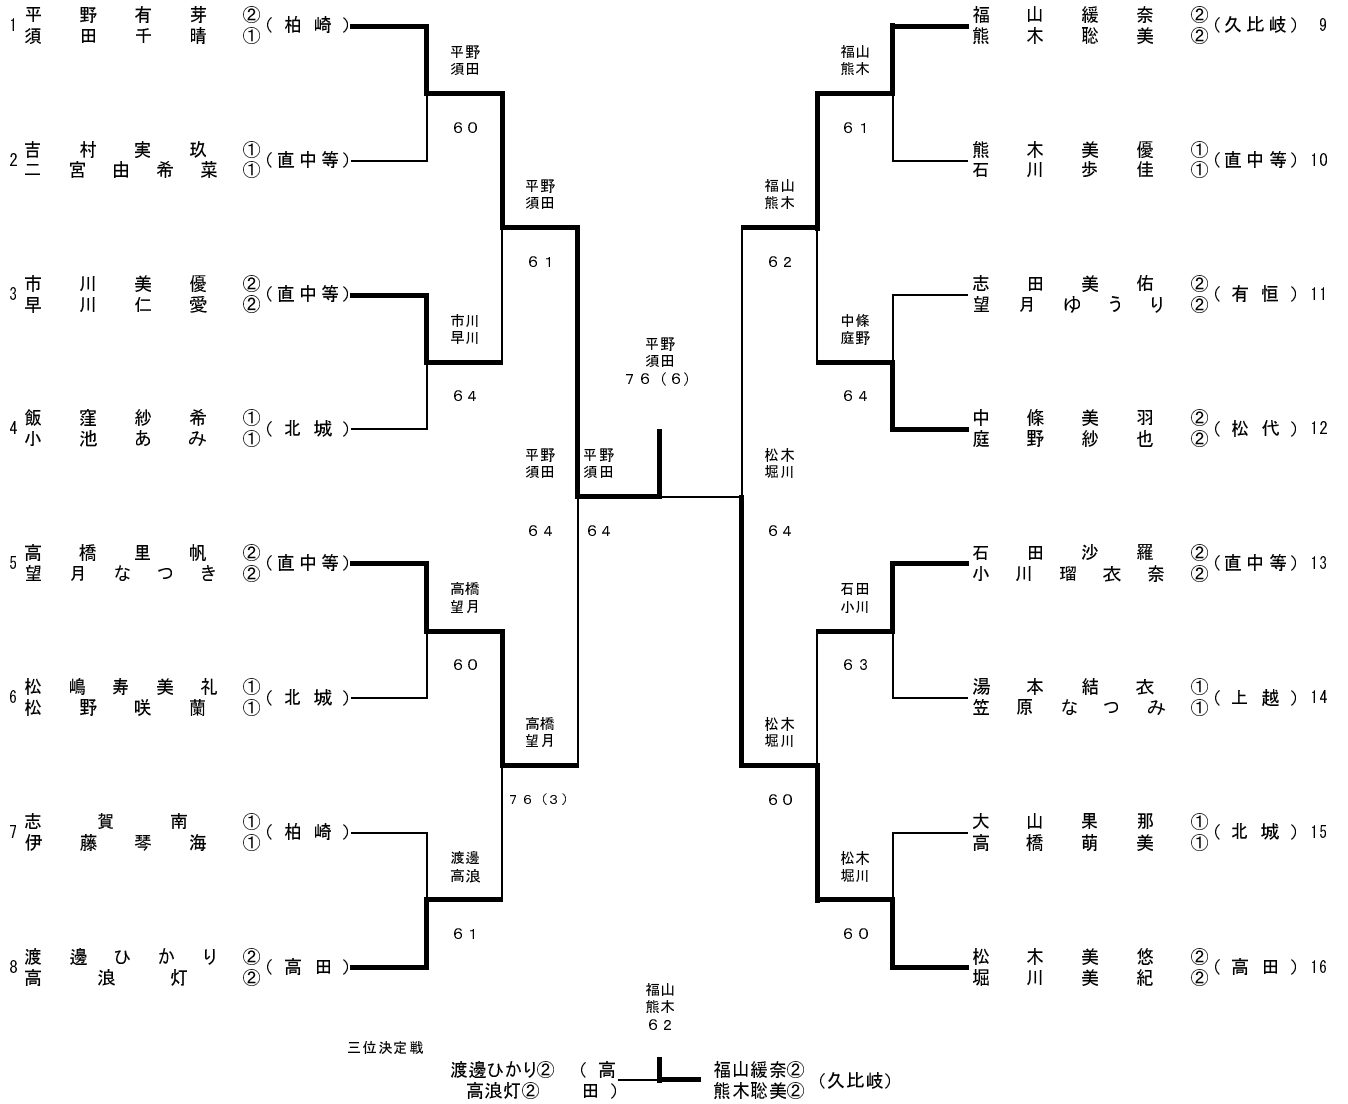 1 平野有芽② (柏崎)
須田千晴①
2 吉村実玖① (直中等)
二宮由希菜①
3 市川美優② (直中等)
早川仁愛②
4 飯窪紗希① (北城)
小池あみ①
5 高橋里帆② (直中等)
望月なつき②
6 松嶋寿美礼① (北城)
松野咲蘭①
7 志賀南① (柏崎)
伊藤琴海①
8 渡邊ひかり② (高田)
高浪灯②
平野
須田
60
市川
早川
64
高橋
望月
60
渡邊
高浪
61
平野
須田
61
高橋
望月
76(3)
平野
須田
64
平野
須田
64
平野
須田
76(6)
福山
熊木
62
松木
堀川
64
松木
堀川
60
福山
熊木
61
中條
庭野
64
石田
小川
63
松木
堀川
60
福山緩奈② (久比岐) 9
熊木聡美②
熊木美優① (直中等) 10
石川歩佳①
志田美佑② (有恒) 11
望月ゆうり②
中條美羽② (松代) 12
庭野紗也②
石田沙羅② (直中等) 13
小川瑠衣奈②
湯本結衣① (上越) 14
笠原なつみ①
大山果那① (北城) 15
高橋萌美①
松木美悠② (高田) 16
堀川美紀②
三位決定戦
福山
熊木
62
渡邊ひかり② (高
高浪灯② 田)
福山緩奈② (久比岐)
熊木聡美②